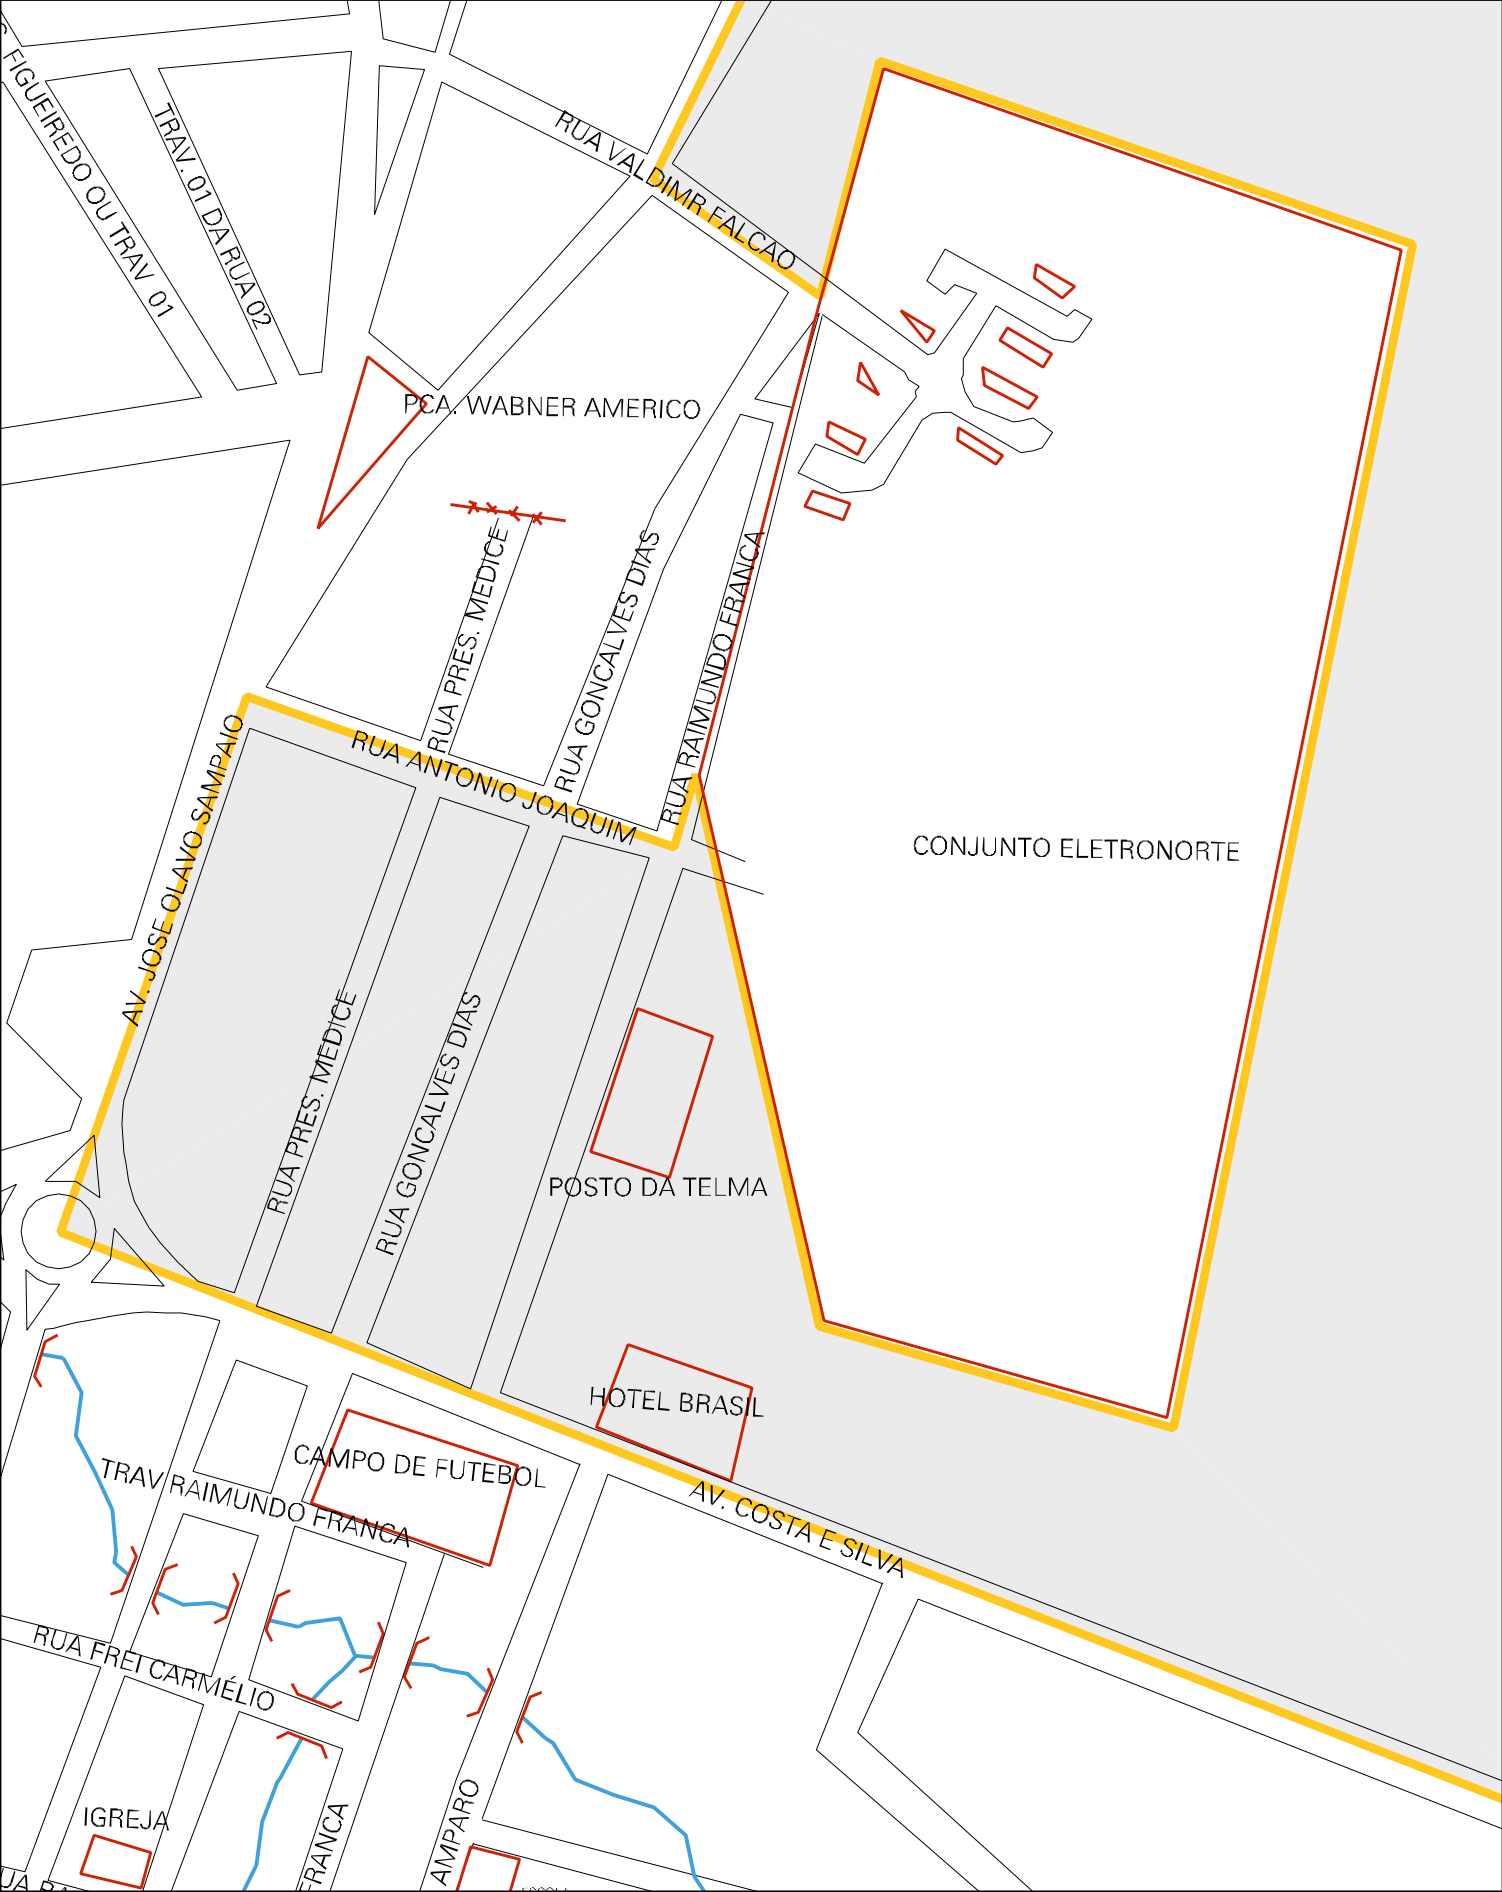 FIGUEIREDO OU TRAV 01
TRAV. 01 DA RUA 02
RUA VALDIMR FALCAO
PCA. WABNER AMERICO
RUA PRES. MEDICE
RUA GONCALVES DIAS
RUA RAIMUNDO FRANCA
RUA ANTONIO JOAQUIM
AV. JOSE OLAVO SAMPAIO
CONJUNTO ELETRONORTE
RUA PRES. MEDICE
RUA GONCALVES DIAS
POSTO DA TELMA
HOTEL BRASIL
CAMPO DE FUTEBOL
TRAV RAIMUNDO FRANCA
AV. COSTA E SILVA
RUA FREI CARMÉLIO
IGREJA
FRANCA
AMPARO